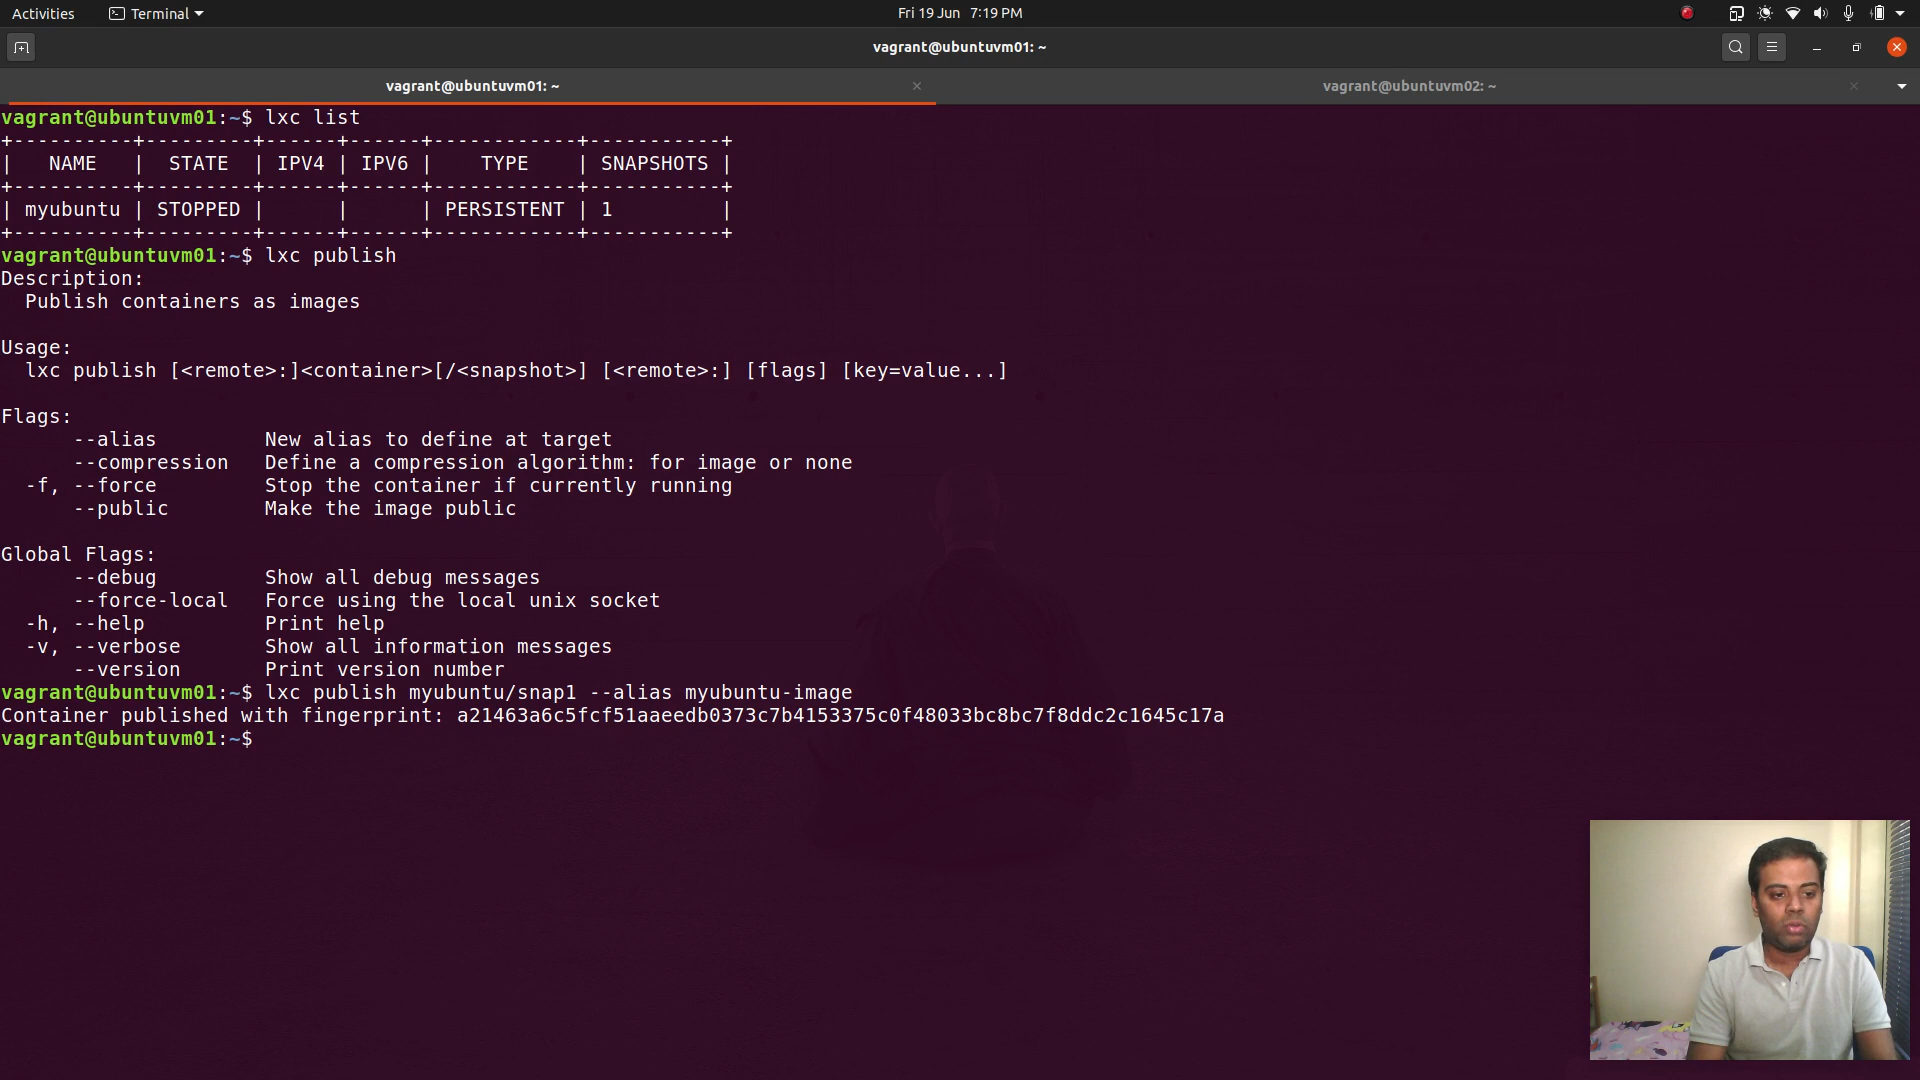 Activities
Terminal
Fri 19 Jun 7:19 PM
vagrant@ubuntuvm01: ~
vagrant@ubuntuvm01: ~
vagrant@ubuntuvm02: ~
vagrant@ubuntuvm01:~$ lxc list
+----------+---------+------+------+------------+-----------+
|   NAME   |  STATE  | IPV4 | IPV6 |    TYPE    | SNAPSHOTS |
+----------+---------+------+------+------------+-----------+
| myubuntu | STOPPED |      |      | PERSISTENT | 1         |
+----------+---------+------+------+------------+-----------+
vagrant@ubuntuvm01:~$ lxc publish
Description:
  Publish containers as images

Usage:
  lxc publish [<remote>:]<container>[/<snapshot>] [<remote>:] [flags] [key=value...]

Flags:
      --alias         New alias to define at target
      --compression   Define a compression algorithm: for image or none
  -f, --force         Stop the container if currently running
      --public        Make the image public

Global Flags:
      --debug         Show all debug messages
      --force-local   Force using the local unix socket
  -h, --help          Print help
  -v, --verbose       Show all information messages
      --version       Print version number
vagrant@ubuntuvm01:~$ lxc publish myubuntu/snap1 --alias myubuntu-image
Container published with fingerprint: a21463a6c5fcf51aaeedb0373c7b4153375c0f48033bc8bc7f8ddc2c1645c17a
vagrant@ubuntuvm01:~$